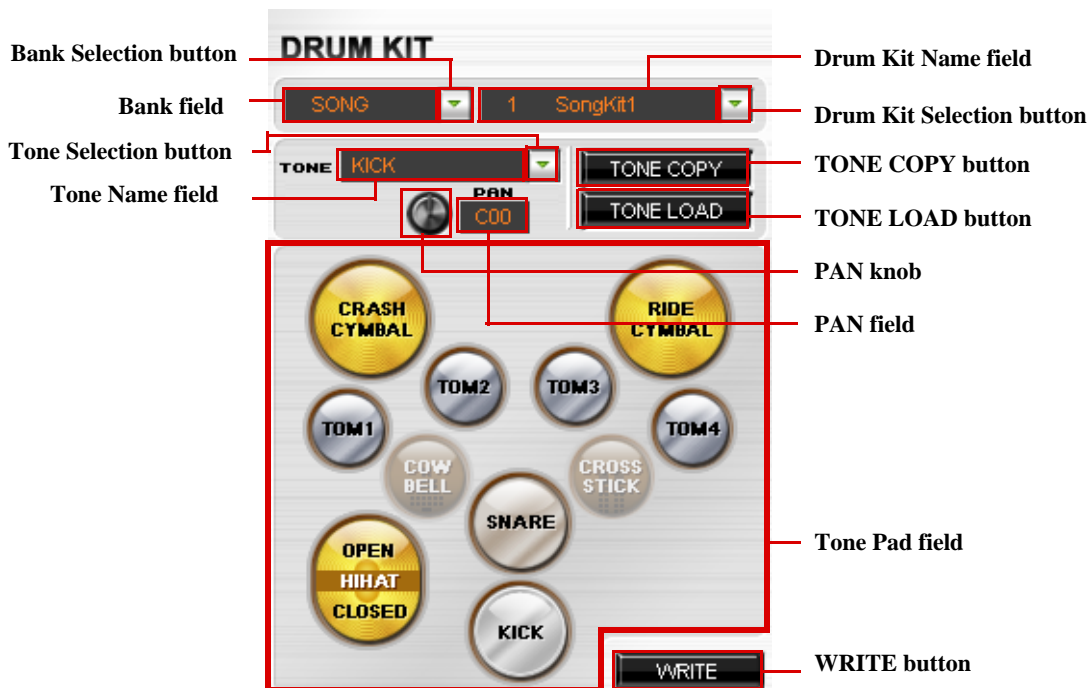 DRUM KIT
Bank Selection button
Drum Kit Name field
Bank field
SONG
1 SongKit1
Drum Kit Selection button
Tone Selection button
TONE
KICK
TONE COPY
TONE COPY button
Tone Name field
PAN
C00
TONE LOAD
TONE LOAD button
PAN knob
PAN field
CRASH
CYMBAL
RIDE
CYMBAL
TOM2
TOM3
TOM1
TOM4
COW
BELL
CROSS
STICK
SNARE
OPEN
HIHAT
CLOSED
Tone Pad field
KICK
WRITE
WRITE button